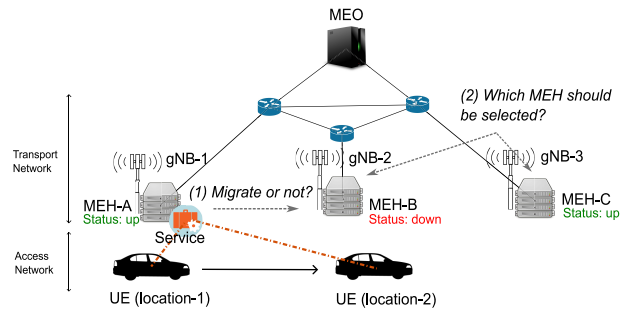 MEO
(2) Which MEH should
be selected?
Transport
Network
gNB-1
gNB-2
gNB-3
(1) Migrate or not?
MEH-A
Status: up
MEH-B
Status: down
MEH-C
Status: up
Service
Access
Network
UE (location-1)
UE (location-2)